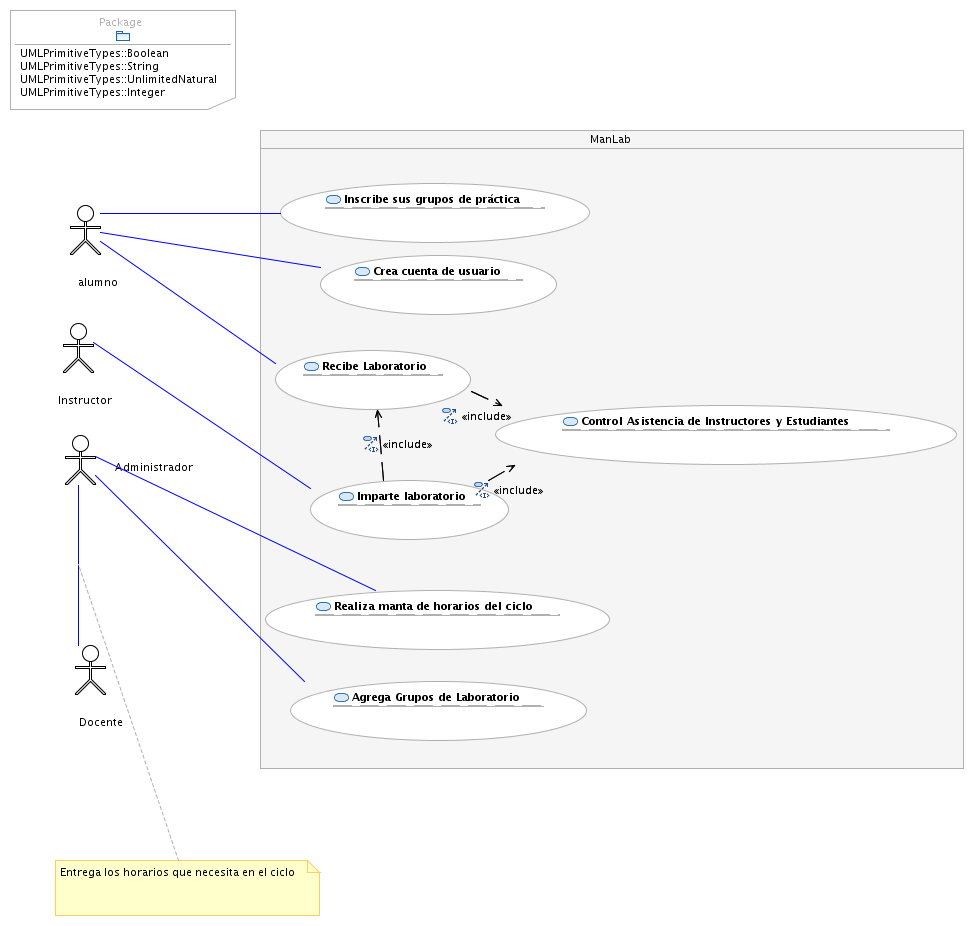 Package
UMLPrimitiveTypes::Boolean
UMLPrimitiveTypes::String
UMLPrimitiveTypes::UnlimitedNatural
UMLPrimitiveTypes::Integer
ManLab
Inscribe sus grupos de práctica
alumno
Crea cuenta de usuario
Instructor
Recibe Laboratorio
«include»
Control Asistencia de Instructores y Estudiantes
«include»
Administrador
Imparte laboratorio
«include»
Realiza manta de horarios del ciclo
Agrega Grupos de Laboratorio
Docente
Entrega los horarios que necesita en el ciclo